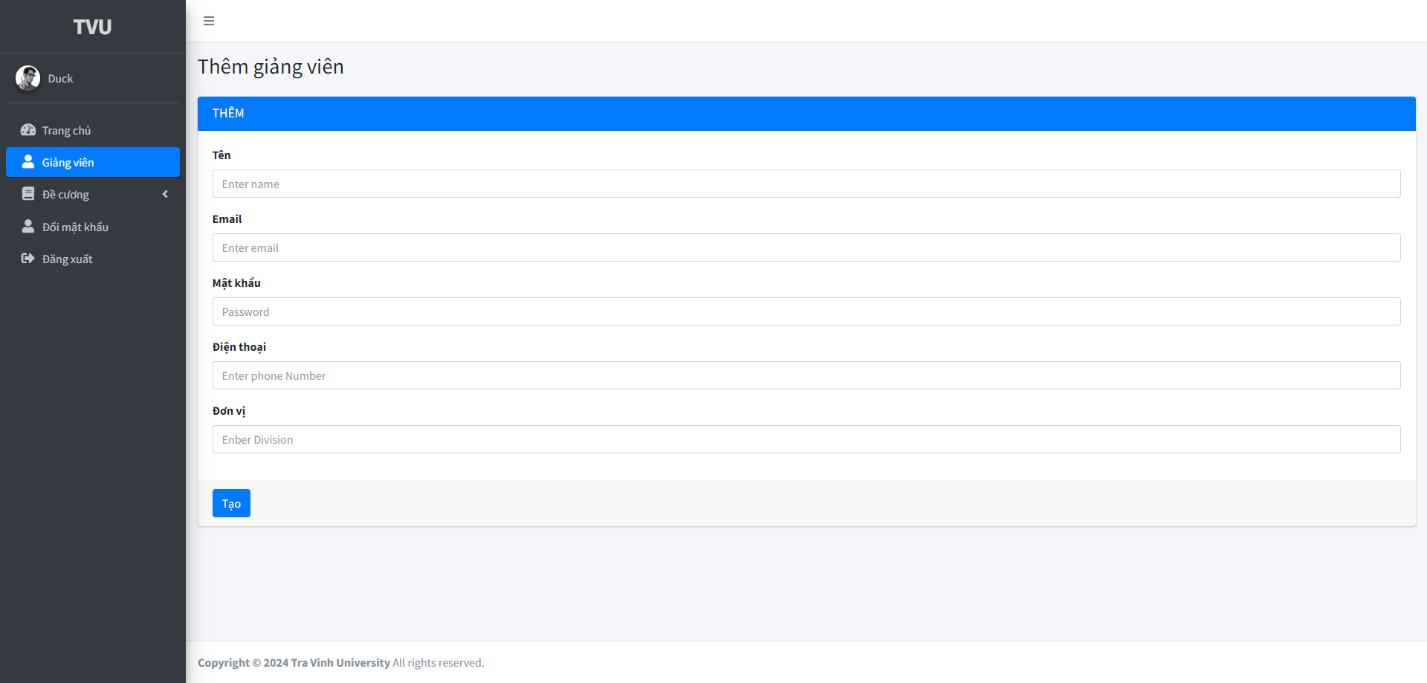 TVU
Duck
Trang chủ
Giảng viên
Đề cương
Đổi mật khẩu
Đăng xuất
Thêm giảng viên
THÊM
Tên
Enter name
Email
Enter email
Mật khẩu
Password
Điện thoại
Enter phone Number
Đơn vị
Enber Division
Tạo
Copyright © 2024 Tra Vinh University All rights reserved.